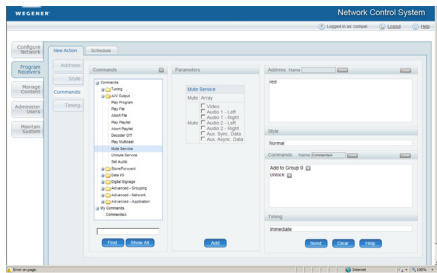 WEGENER
Network Control System
Logged in as: compel Logout Help
Configure Network
Program Receivers
Manage Content
Administer Users
Maintain System
New Action Schedule
Address
Style
Commands
Timing
Commands
Commands
Tuning
A/V Output
Play Program
Play File
Abort File
Play Playlist
Abort Playlist
Decoder Off
Play Multicast
Mute Service
Unmute Service
Set Audio
Store/Forward
Data I/O
Digital Signage
Advanced - Grouping
Advanced - Network
Advanced - Application
My Commands
Find Show All
Parameters
Mute Service
Mute Array
Mute
Video
Audio 1 - Left
Audio 1 - Right
Audio 2 - Left
Audio 2 - Right
Aux. Sync. Data
Aux. Async. Data
Add
Address Name
red
Style
Normal
Commands Name
Add to Group 9
Unlock
Timing
Immediate
Send Clear Help
Error on page.
Internet
100%